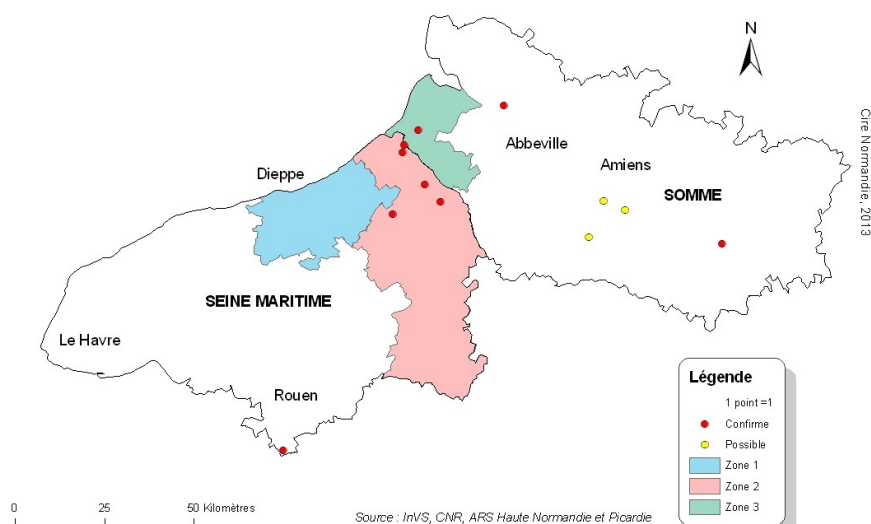 N
Abbeville
Dieppe
Amiens
SOMME
Cire Normandie, 2013
SEINE MARITIME
Le Havre
Rouen
Légende
1 point =1
Confirme
Possible
Zone 1
Zone 2
Zone 3
0 25 50 Kilomètres
Source : InVS, CNR, ARS Haute Normandie et Picardie